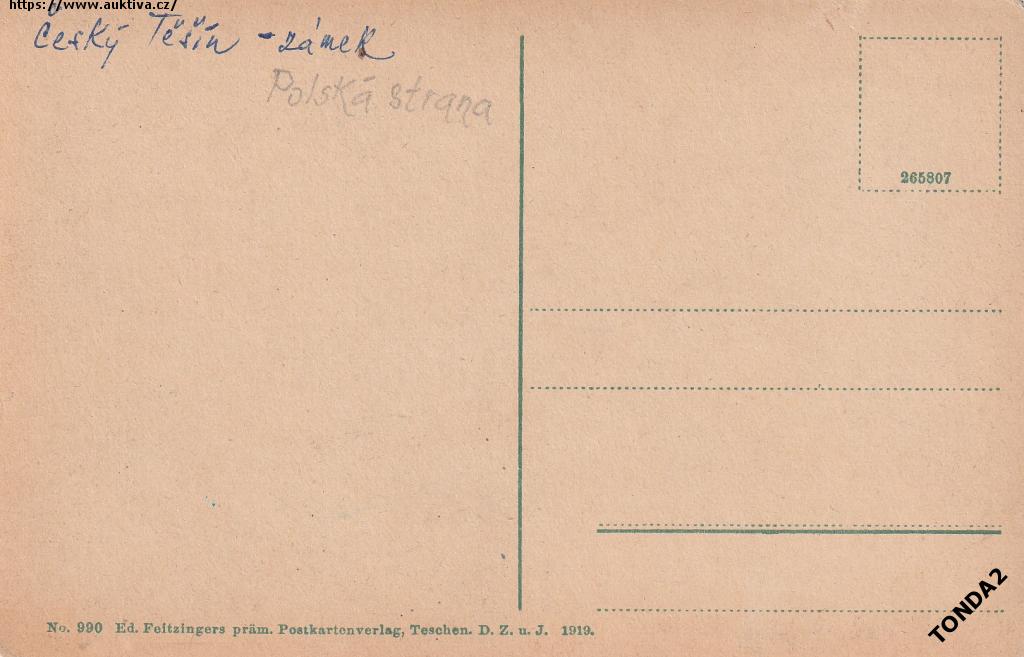 https://www.auktiva.cz/
Český Těšín - zámek
Polská strana
265807
No. 990 Ed. Feitzingers präm. Postkartenverlag, Teschen. D. Z. u. J. 1919.
TONDA2